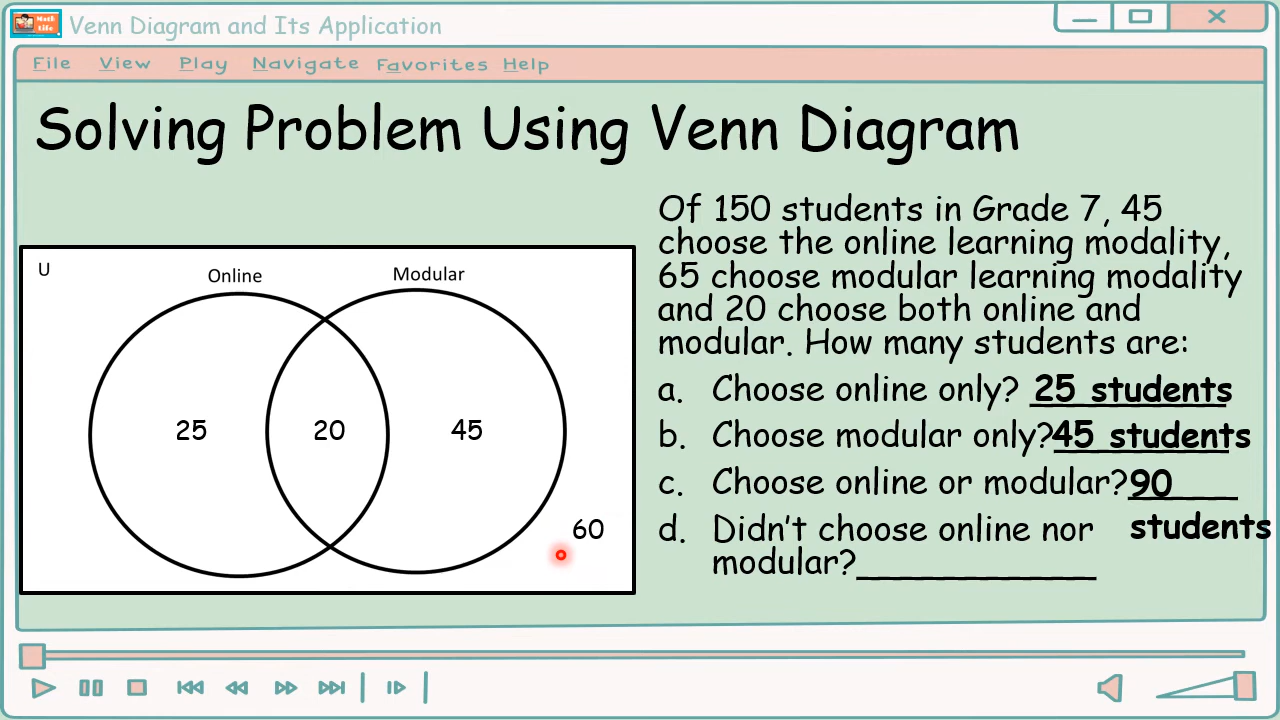 Math
Life
Venn Diagram and Its Application
File View Play Navigate Favorites Help
Solving Problem Using Venn Diagram
U
Online
Modular
25
20
45
60
Of 150 students in Grade 7, 45
choose the online learning modality,
65 choose modular learning modality
and 20 choose both online and
modular. How many students are:
a. Choose online only? 25 students
b. Choose modular only? 45 students
c. Choose online or modular? 90
students
d. Didn't choose online nor
modular?___________